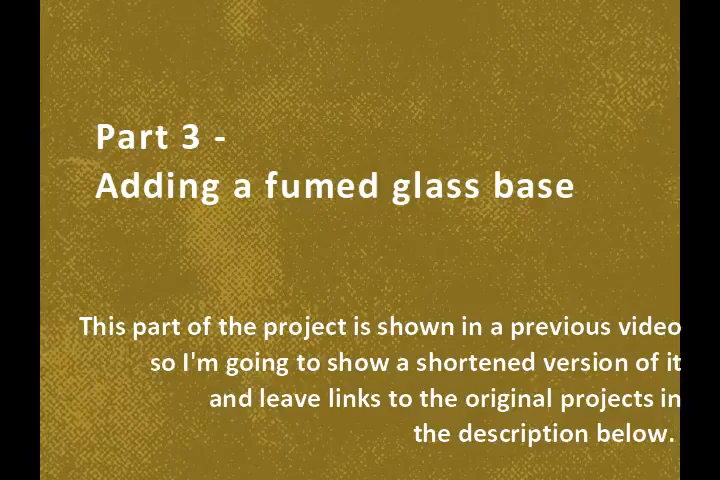 Part 3 -
Adding a fumed glass base
This part of the project is shown in a previous video
so I'm going to show a shortened version of it
and leave links to the original projects in
the description below.